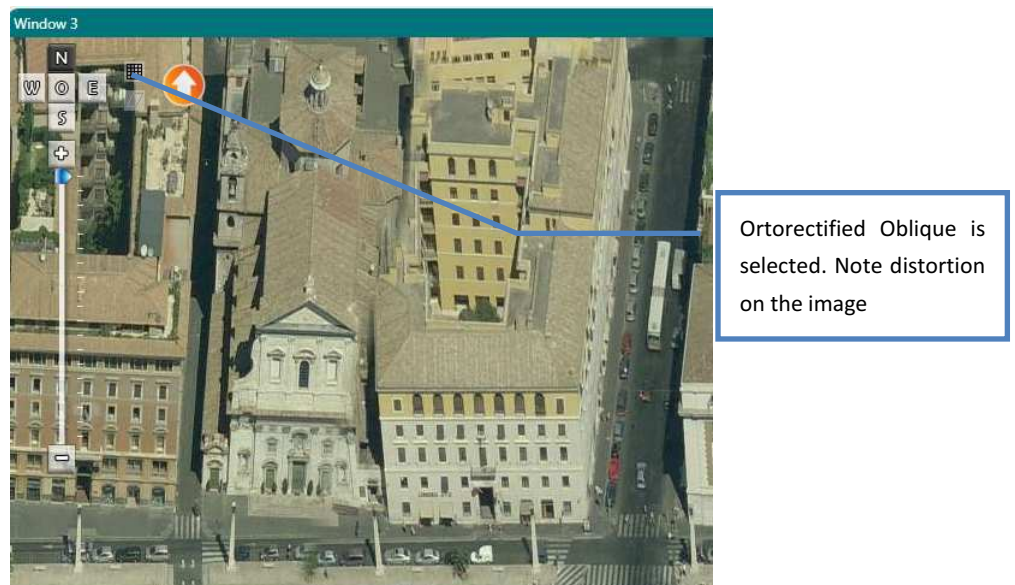 Window 3
N
W O E
S
Ortorectified Oblique is
selected. Note distortion
on the image